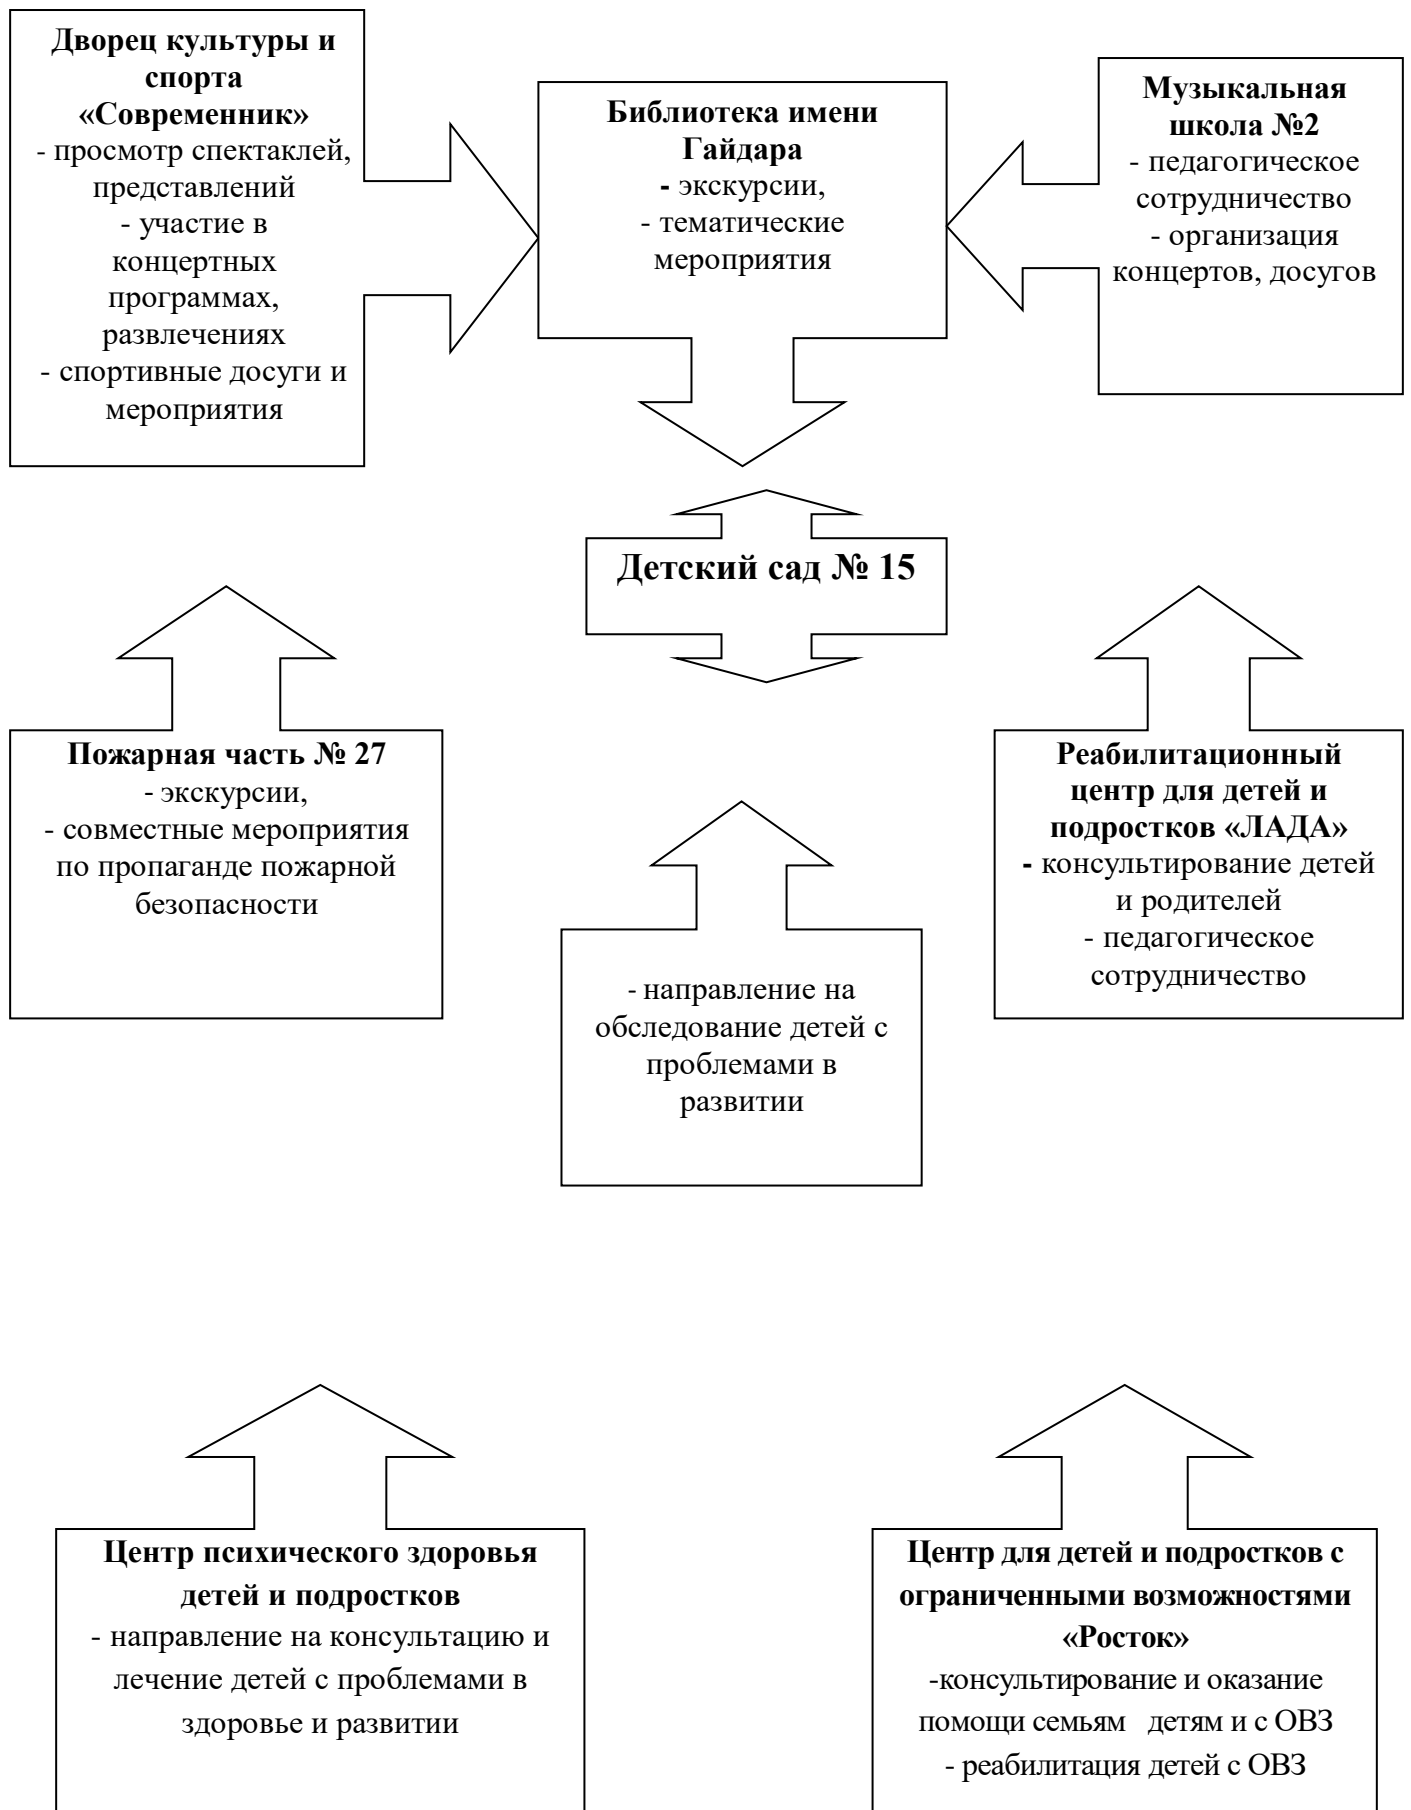 Дворец культуры и
спорта
«Современник»
- просмотр спектаклей,
представлений
- участие в
концертных
программах,
развлечениях
- спортивные досуги и
мероприятия
Библиотека имени
Гайдара
- экскурсии,
- тематические
мероприятия
Музыкальная
школа №2
- педагогическое
сотрудничество
- организация
концертов, досугов
Детский сад № 15
Пожарная часть № 27
- экскурсии,
- совместные мероприятия
по пропаганде пожарной
безопасности
- направление на
обследование детей с
проблемами в
развитии
Реабилитационный
центр для детей и
подростков «ЛАДА»
- консультирование детей
и родителей
- педагогическое
сотрудничество
Центр психического здоровья
детей и подростков
- направление на консультацию и
лечение детей с проблемами в
здоровье и развитии
Центр для детей и подростков с
ограниченными возможностями
«Росток»
-консультирование и оказание
помощи семьям детям и с ОВЗ
- реабилитация детей с ОВЗ